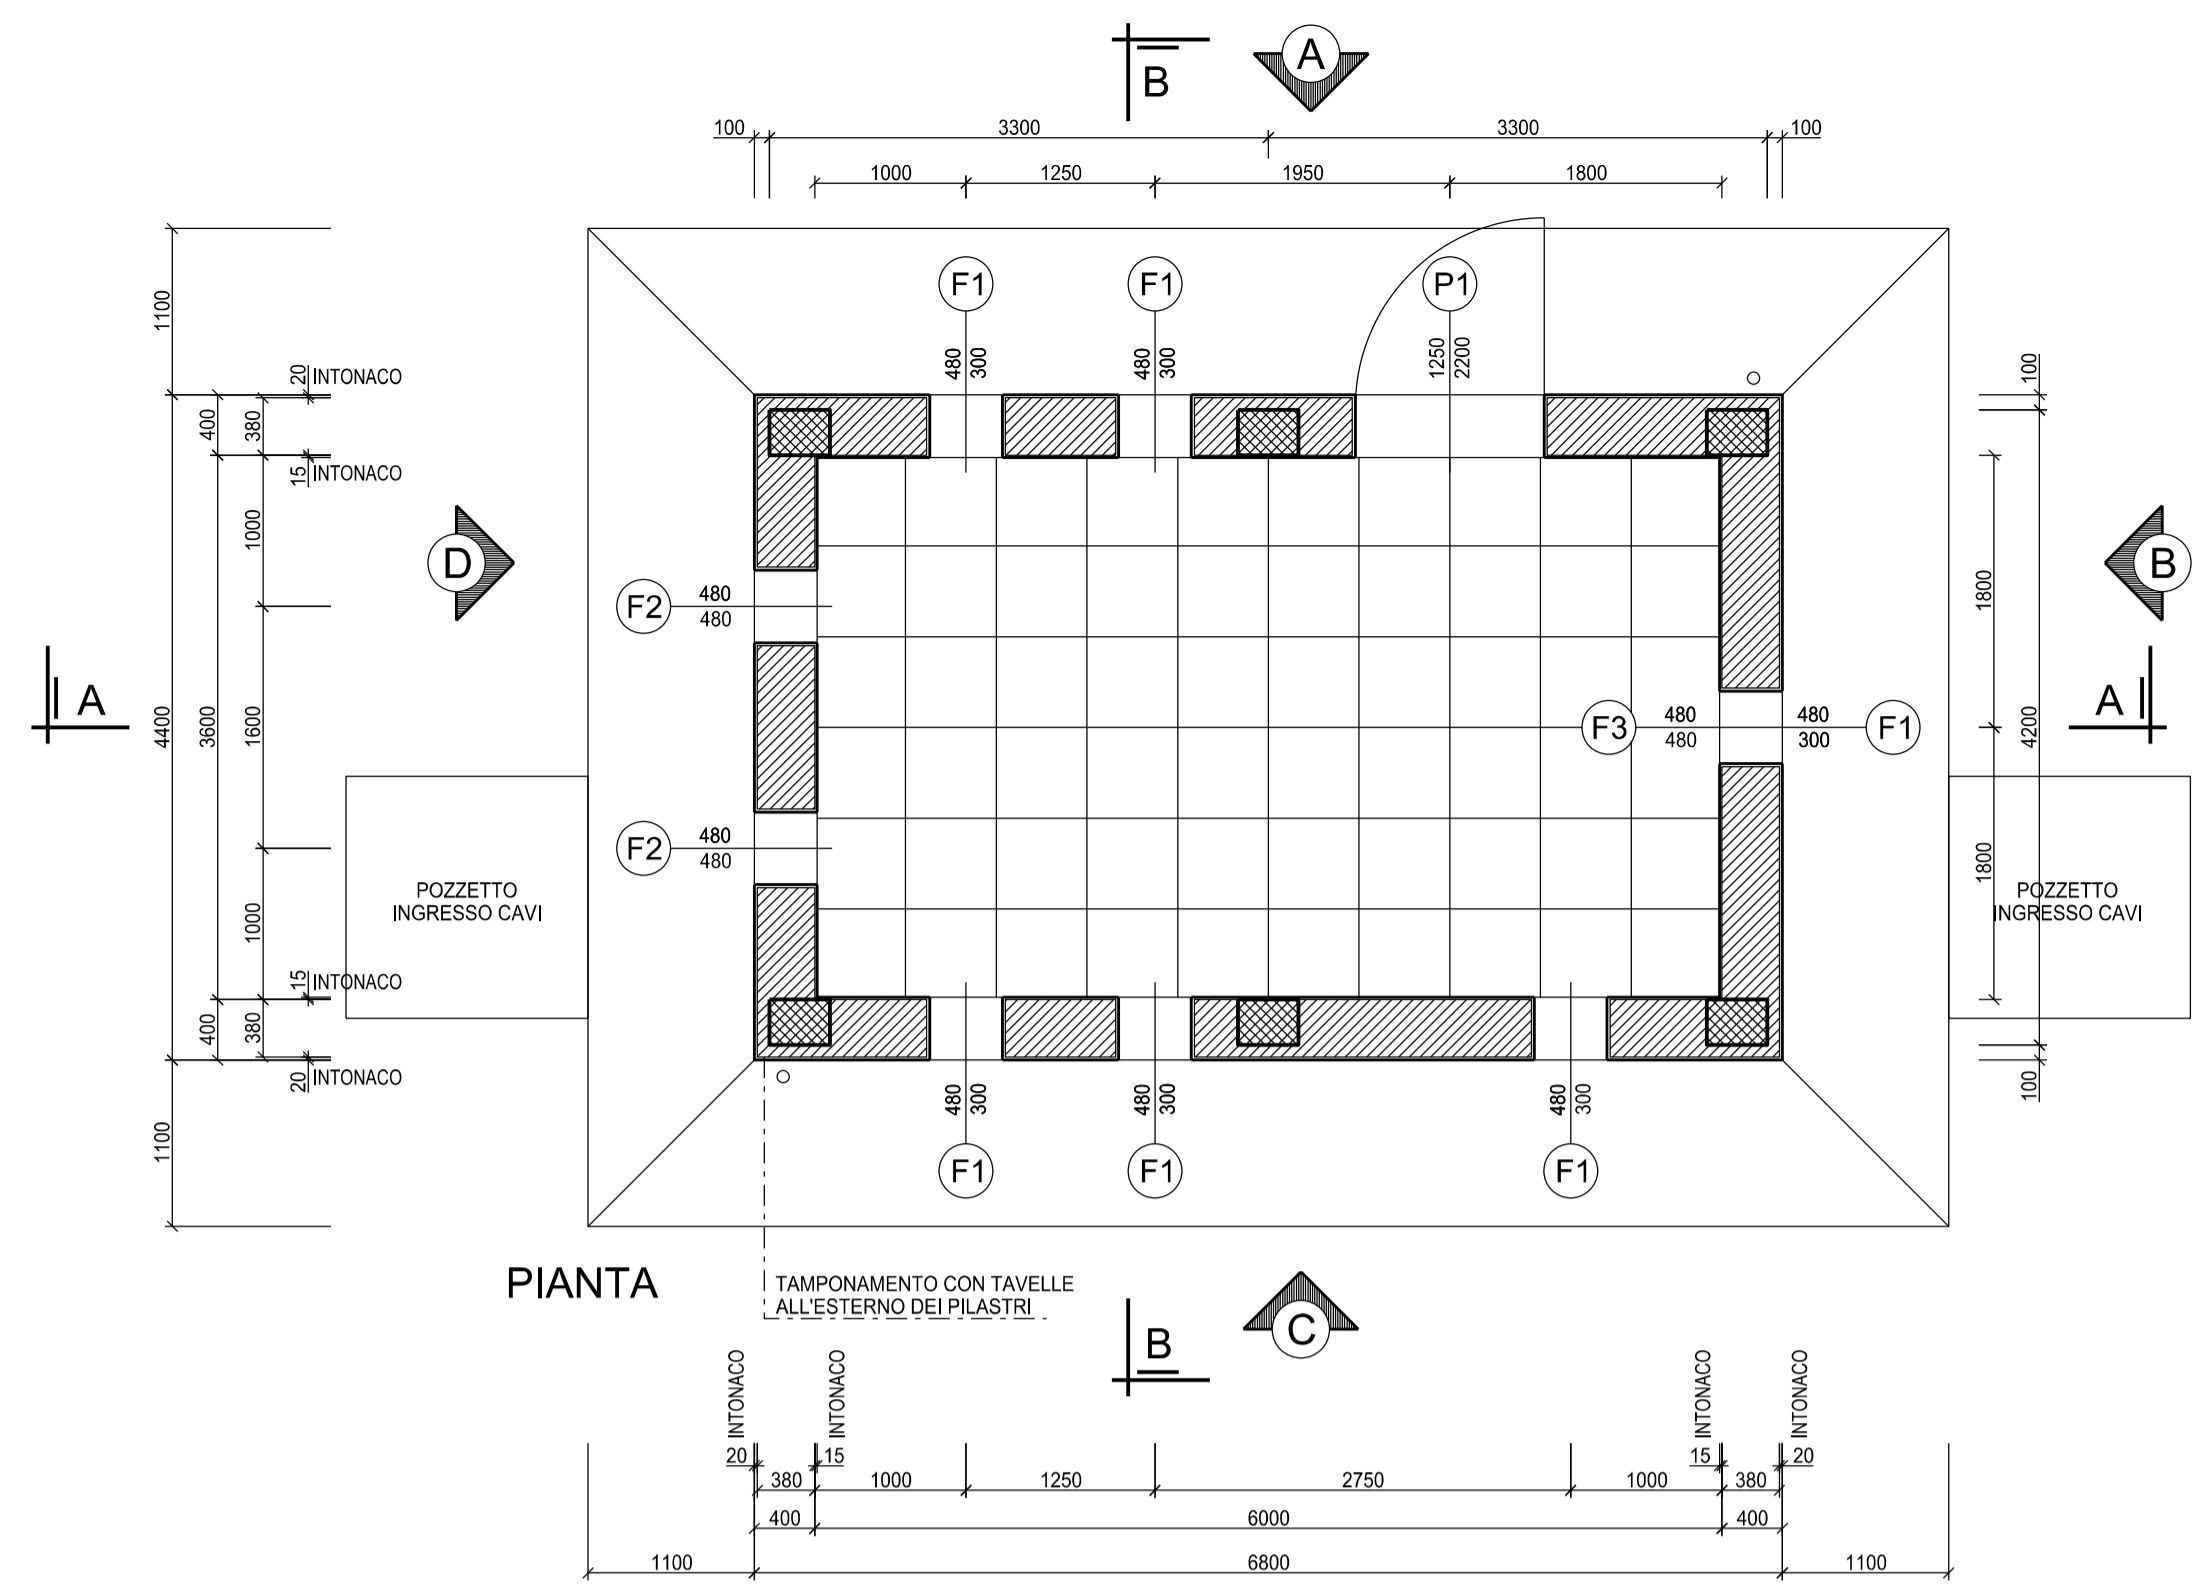 B
A
100
3300
3300
100
1000
1250
1950
1800
1100
F1
F1
P1
480
300
480
300
1250
2200
20
INTONACO
400
380
15
INTONACO
100
D
1000
F2
480
480
B
1800
A
4400
3600
1600
F3
480
480
480
300
F1
A
4200
F2
480
480
1000
1800
POZZETTO
INGRESSO CAVI
POZZETTO
INGRESSO CAVI
15
INTONACO
400
380
20
INTONACO
100
480
300
480
300
480
300
1100
F1
F1
F1
PIANTA
TAMPONAMENTO CON TAVELLE
ALL'ESTERNO DEI PILASTRI
B
C
INTONACO
INTONACO
INTONACO
INTONACO
20
15
15
20
380
1000
1250
2750
1000
380
400
6000
400
1100
6800
1100